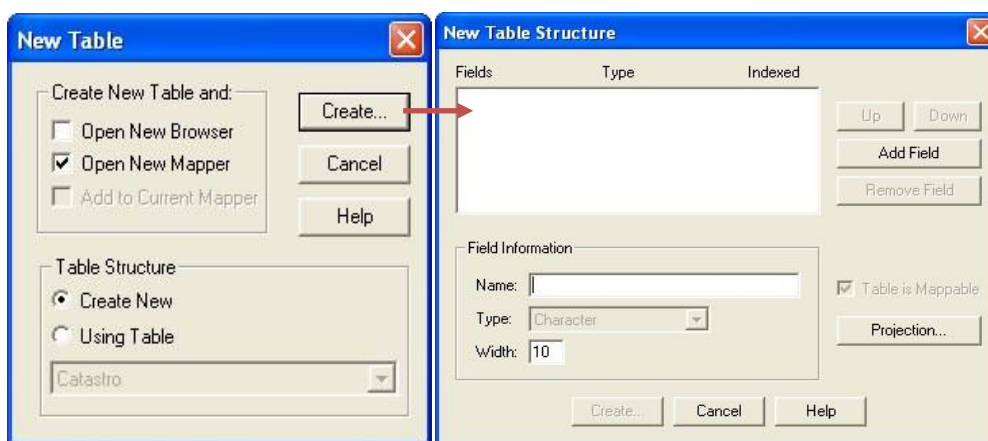 New Table
Create New Table and:
Open New Browser
Open New Mapper
Add to Current Mapper
Create...
Cancel
Help
Table Structure
Create New
Using Table
Catastro
New Table Structure
Fields Type Indexed
Up Down
Add Field
Remove Field
Field Information
Name:
Type: Character
Width: 10
Table is Mappable
Projection...
Create... Cancel Help